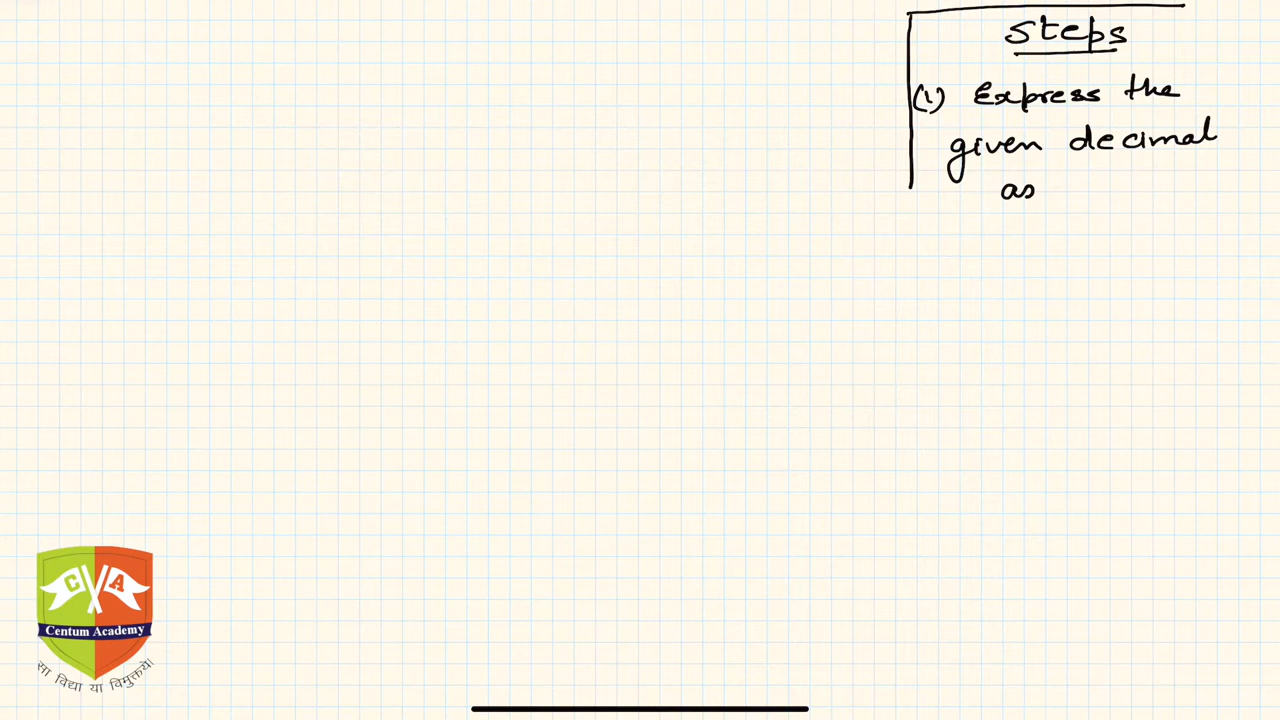 Steps
(1) Express the
given decimal
as
C A
Centum Academy
सा विद्या या विमुक्तये।